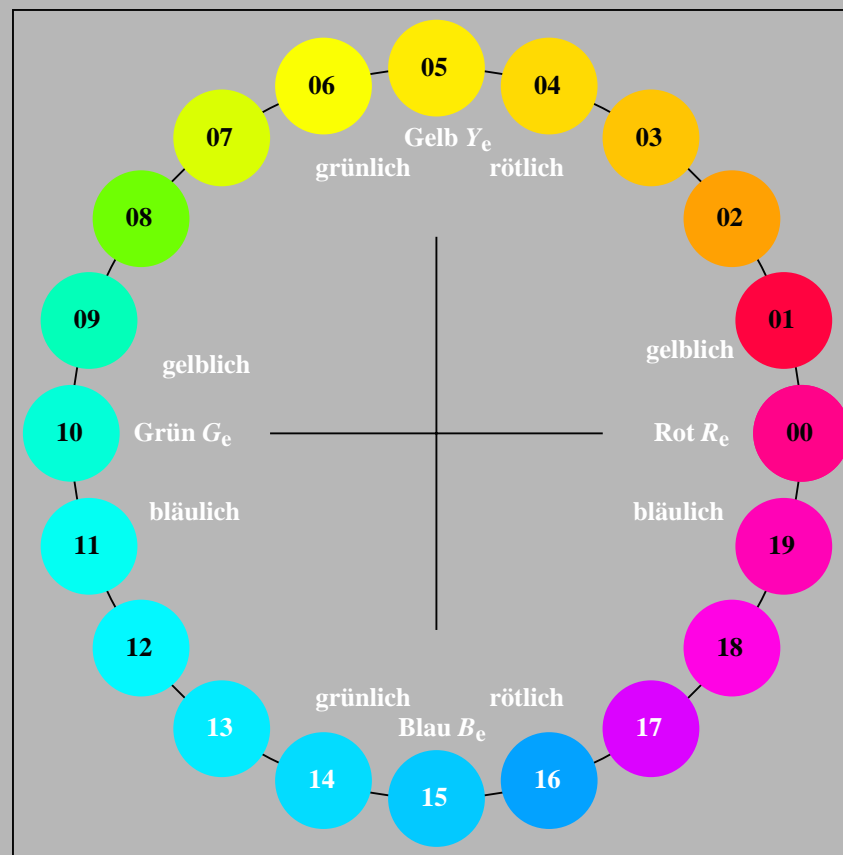 05
06
04
07
03
Gelb Ye
grünlich rötlich
08
02
09
01
gelblich
gelblich
10
Grün Ge
Rot Re
00
bläulich
bläulich
11
19
12
18
grünlich rötlich
13
Blau Be
17
14
16
15